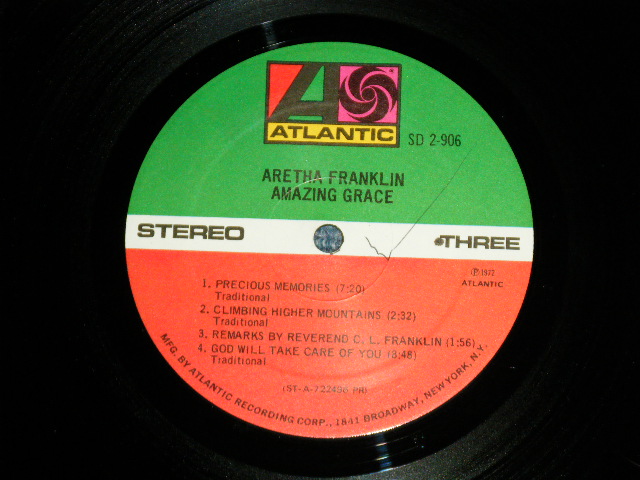 ATLANTIC
SD 2-906
ARETHA FRANKLIN
AMAZING GRACE
STEREO
THREE
1. PRECIOUS MEMORIES (7:20)
Traditional
℗1972
ATLANTIC
2. CLIMBING HIGHER MOUNTAINS (2:32)
Traditional
3. REMARKS BY REVEREND C. L. FRANKLIN (1:56)
4. GOD WILL TAKE CARE OF YOU (8:48)
Traditional
(ST-A-722496 PR)
MFG. BY ATLANTIC RECORDING CORP., 1841 BROADWAY, NEW YORK, N.Y.